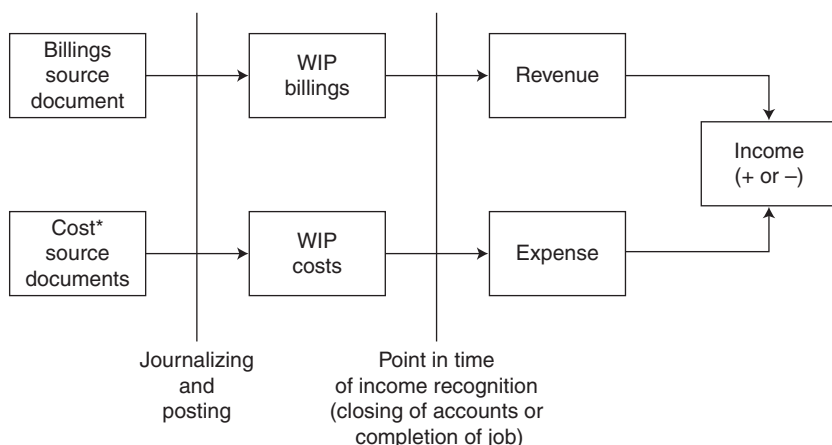 Billings
source
document
WIP
billings
Revenue
Income
(+ or –)
Cost*
source
documents
WIP
costs
Expense
Journalizing
and
posting
Point in time
of income recognition
(closing of accounts or
completion of job)